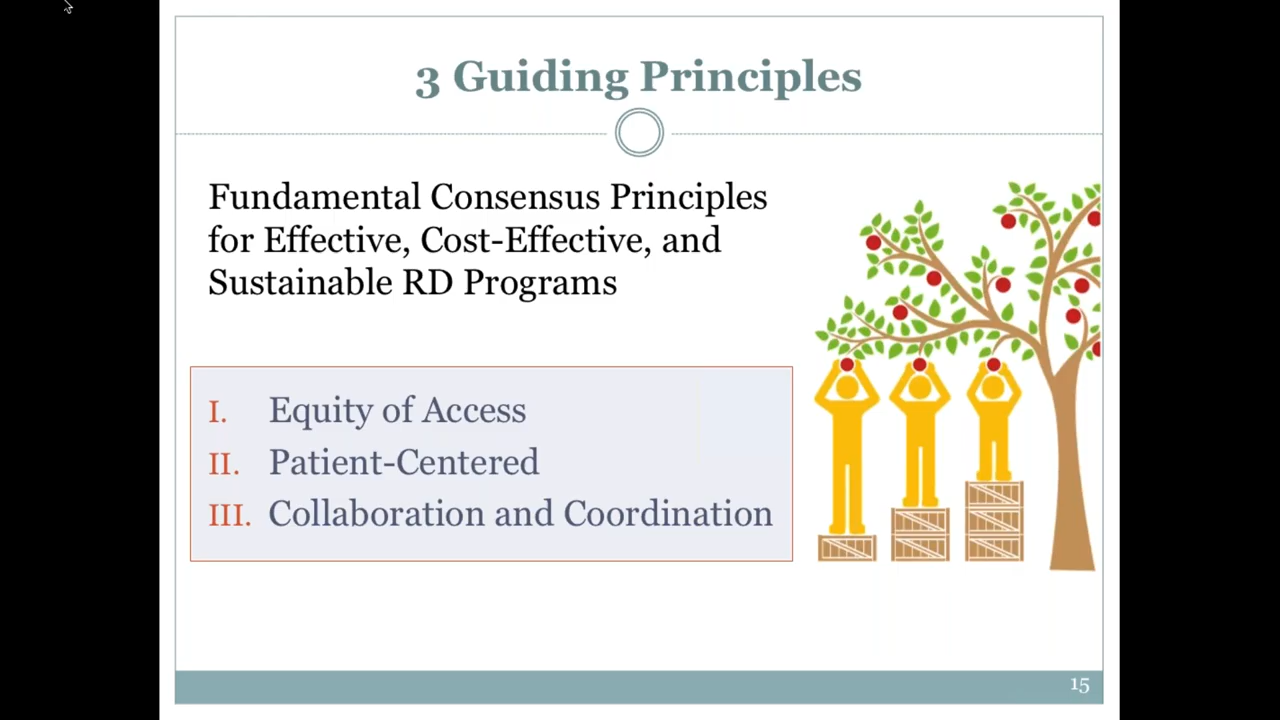 3 Guiding Principles
Fundamental Consensus Principles
for Effective, Cost-Effective, and
Sustainable RD Programs
I. Equity of Access
II. Patient-Centered
III. Collaboration and Coordination
15